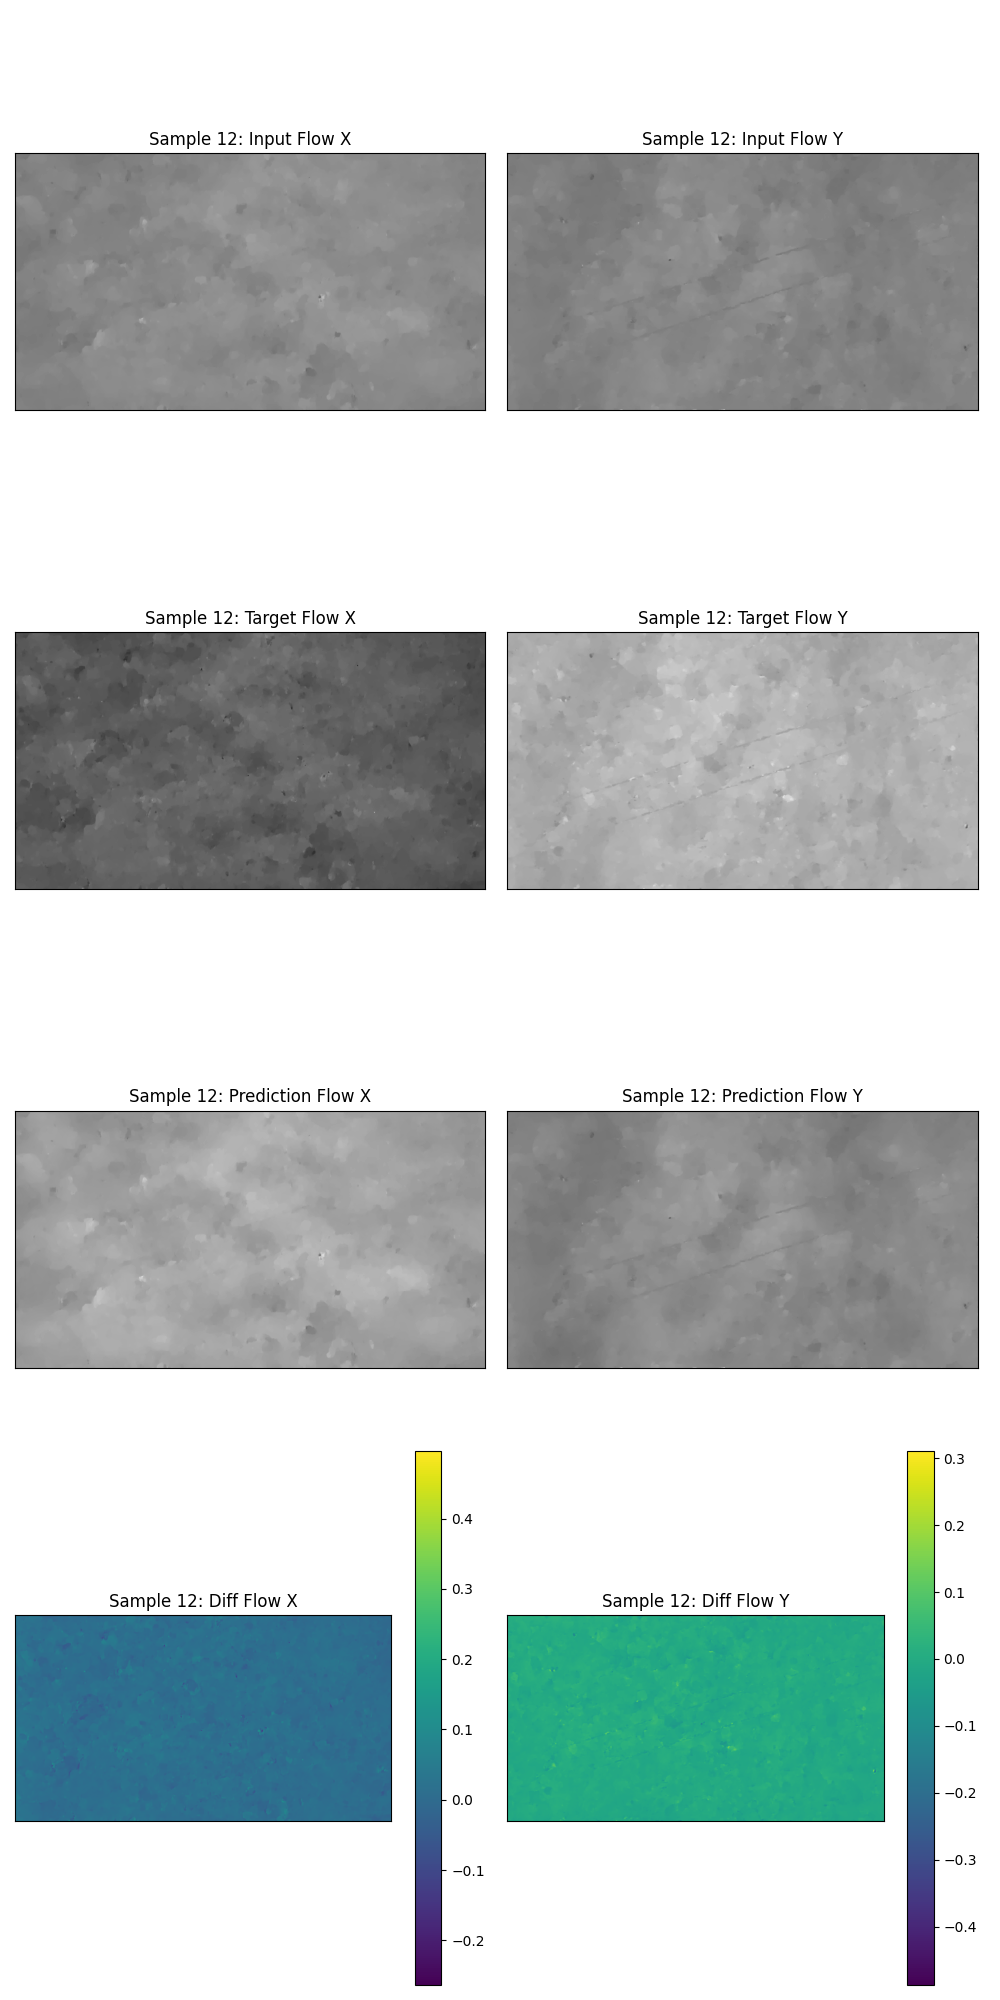 Sample 12: Input Flow X
Sample 12: Input Flow Y
Sample 12: Target Flow X
Sample 12: Target Flow Y
Sample 12: Prediction Flow X
Sample 12: Prediction Flow Y
Sample 12: Diff Flow X
0.4
0.3
0.2
0.1
0.0
−0.1
−0.2
Sample 12: Diff Flow Y
0.3
0.2
0.1
0.0
−0.1
−0.2
−0.3
−0.4